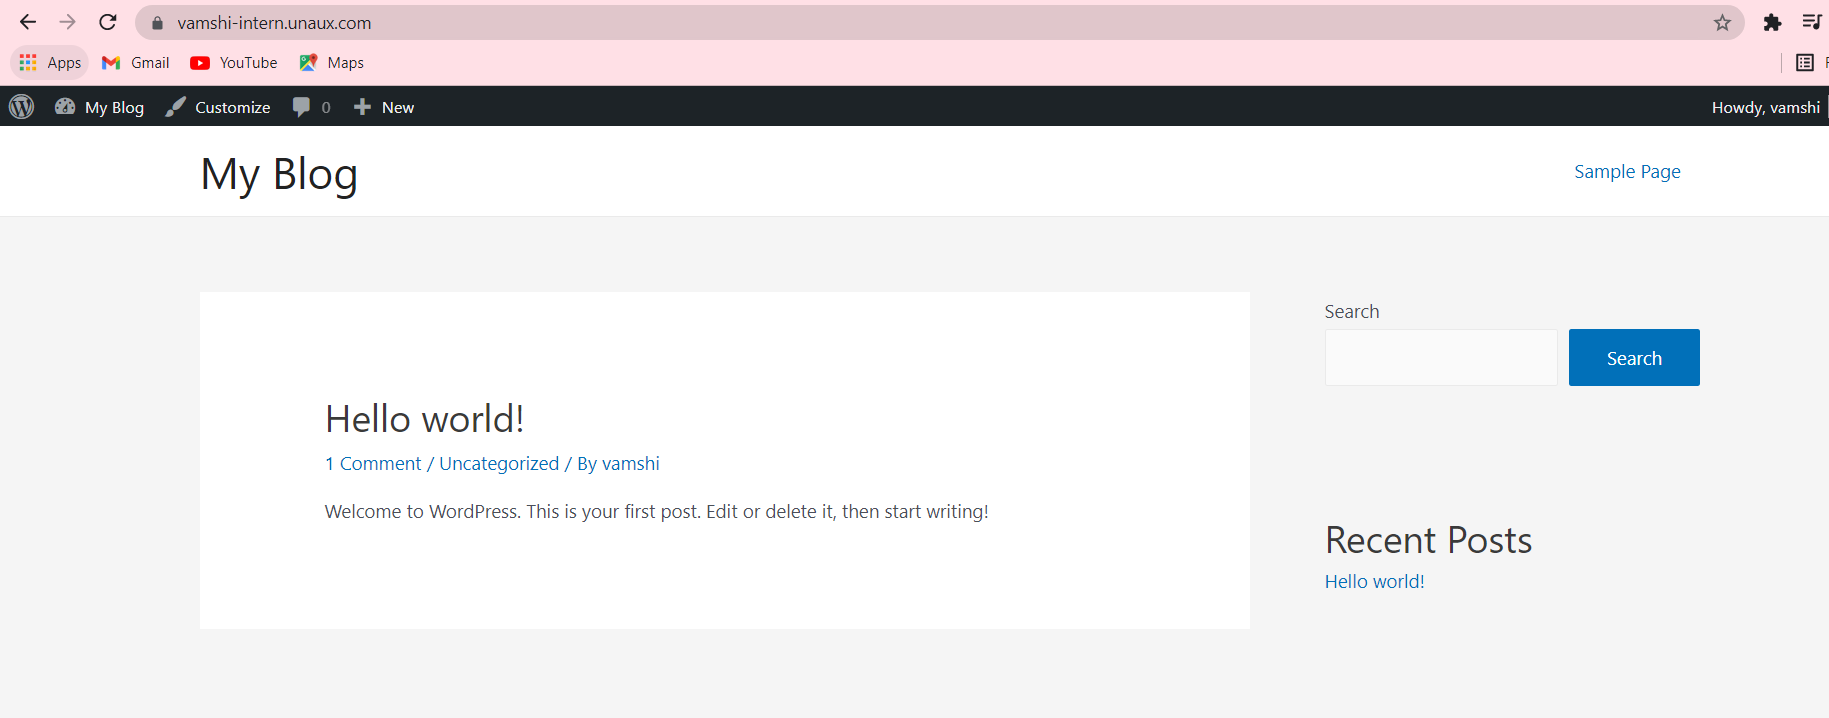 vamshi-intern.unaux.com
Apps Gmail YouTube Maps
My Blog Customize 0 New Howdy, vamshi
My Blog
Sample Page
Search
Search
Hello world!
1 Comment / Uncategorized / By vamshi
Welcome to WordPress. This is your first post. Edit or delete it, then start writing!
Recent Posts
Hello world!